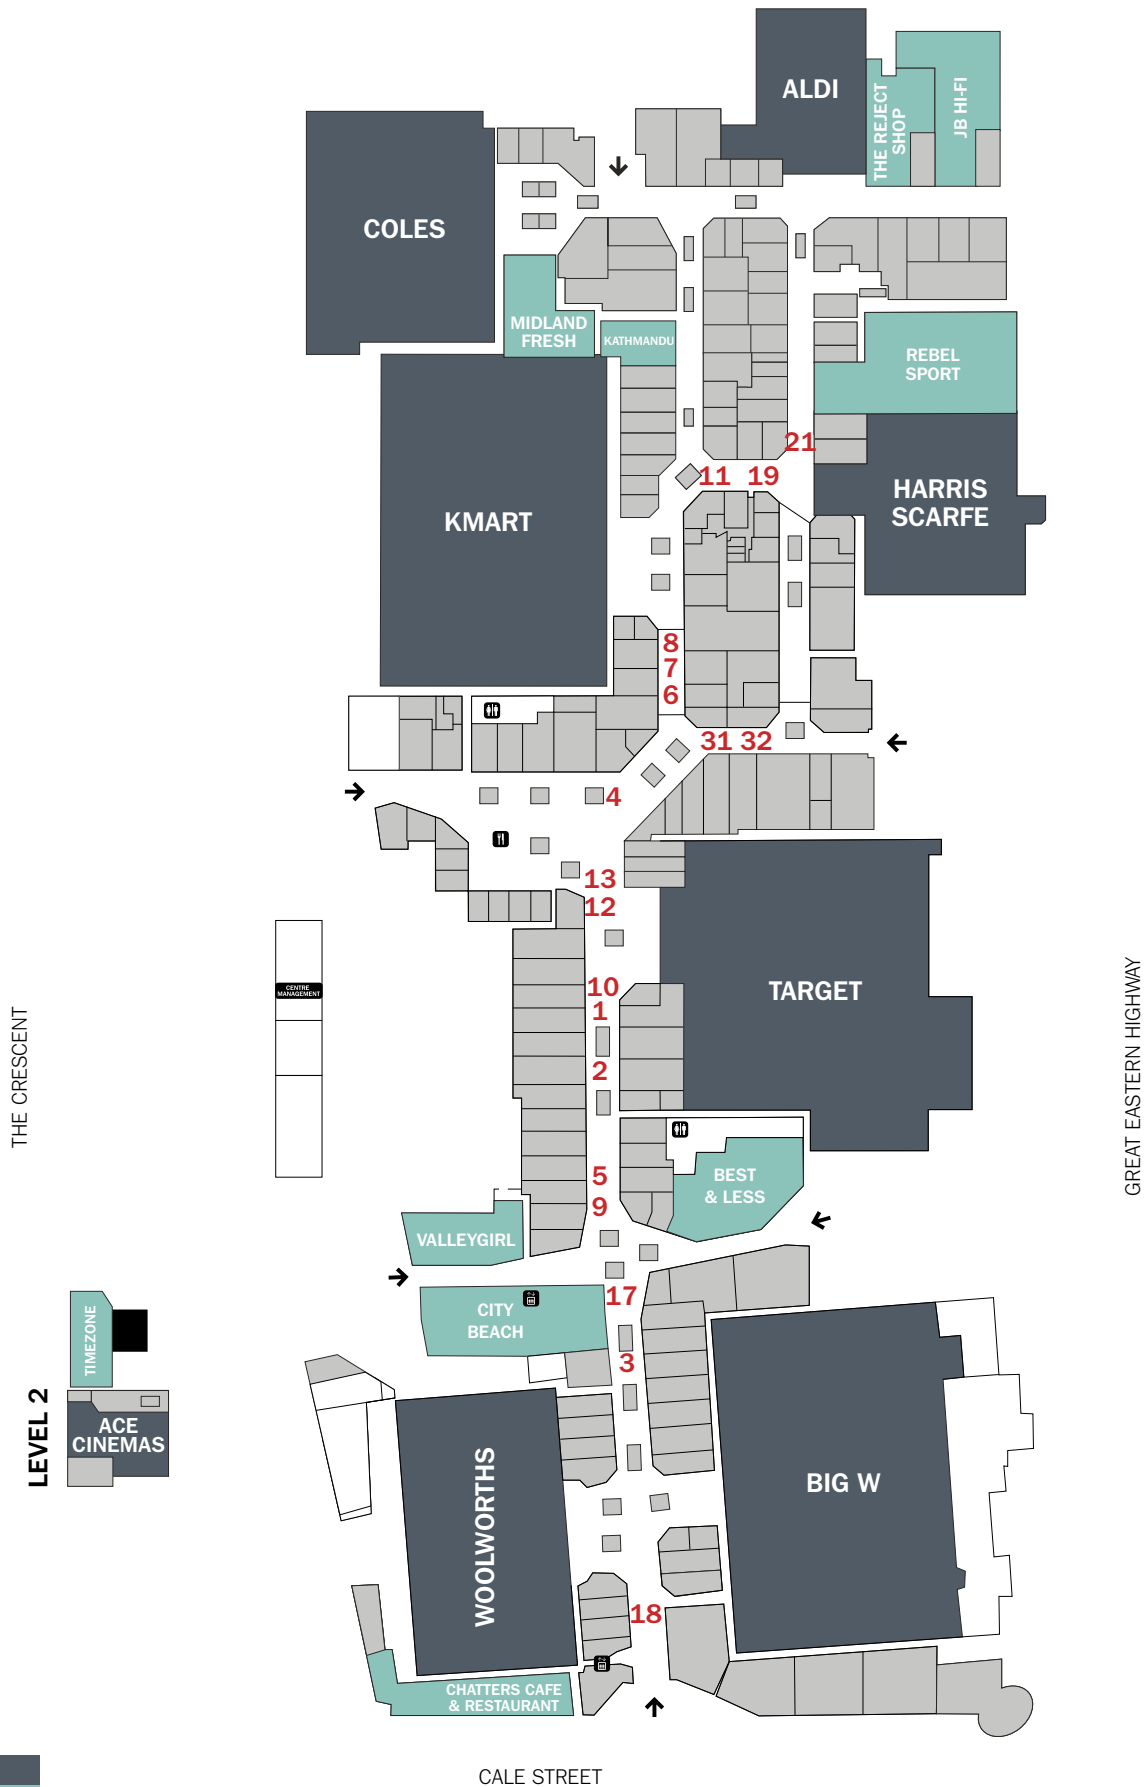 ALDI
THE REJECT
SHOP
JB HI-FI
COLES
MIDLAND
FRESH
KATHMANDU
REBEL
SPORT
21
11 19
HARRIS
SCARFE
KMART
8
7
6
31 32
4
13
12
THE CRESCENT
GREAT EASTERN HIGHWAY
CENTRE
MANAGEMENT
10
1
TARGET
2
5
9
BEST
& LESS
VALLEYGIRL
17
CITY
BEACH
3
LEVEL 2
TIMEZONE
ACE
CINEMAS
WOOLWORTHS
BIG W
18
CHATTERS CAFE
& RESTAURANT
CALE STREET